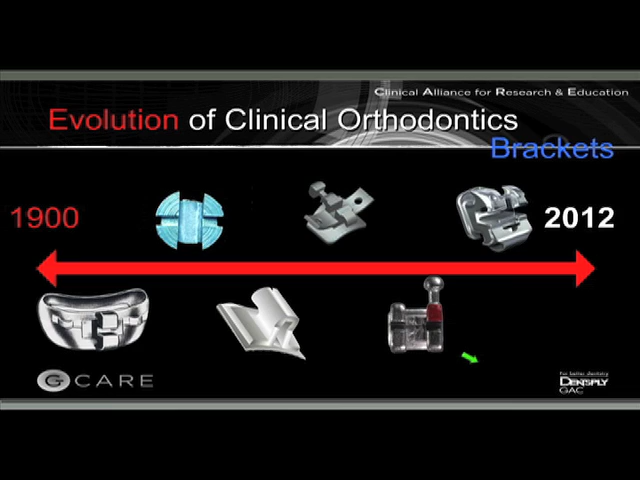 Clinical Alliance for Research & Education
Evolution of Clinical Orthodontics
Brackets
1900
2012
G CARE
For better dentistry
DENTSPLY
GAC